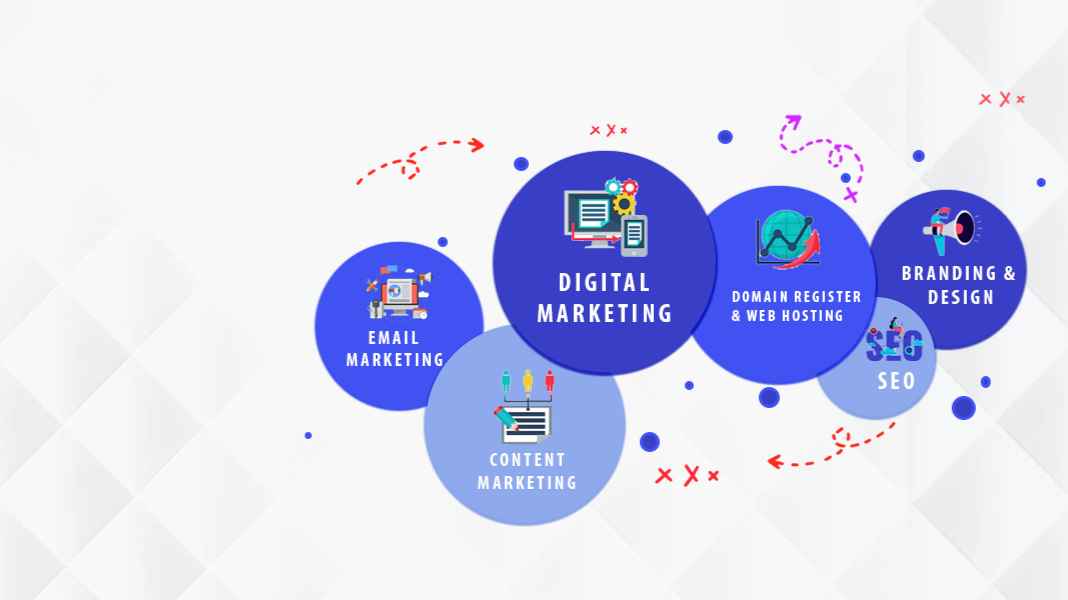 EMAIL
MARKETING
CONTENT
MARKETING
DIGITAL
MARKETING
DOMAIN REGISTER
& WEB HOSTING
SEO
SEO
BRANDING &
DESIGN